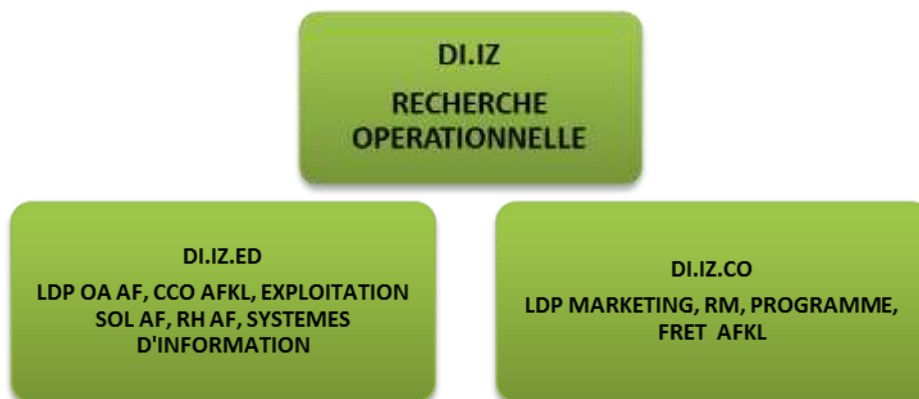 DI.IZ
RECHERCHE
OPERATIONNELLE
DI.IZ.ED
LDP OA AF, CCO AFKL, EXPLOITATION
SOL AF, RH AF, SYSTEMES
D'INFORMATION
DI.IZ.CO
LDP MARKETING, RM, PROGRAMME,
FRET AFKL